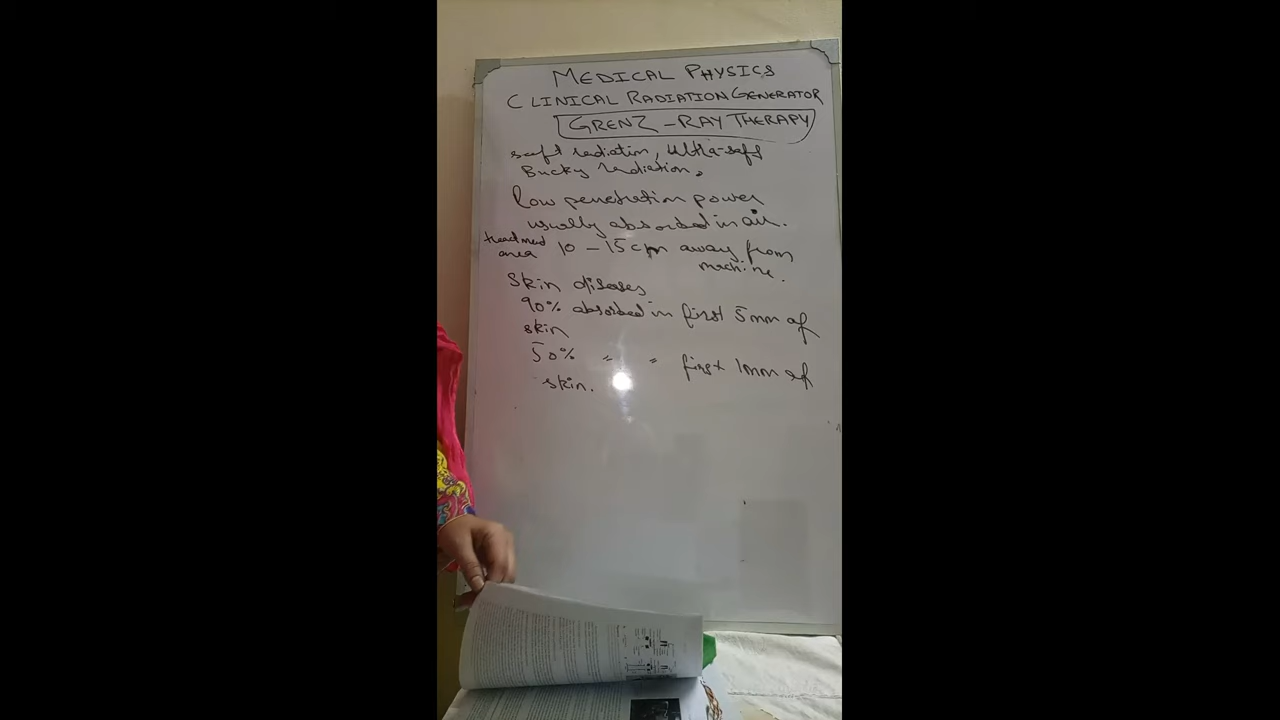 MEDICAL PHYSICS
CLINICAL RADIATION GENERATOR
GRENZ-RAY THERAPY
soft radiation, Ultra-soft
Bucky radiation.
low penetration power
usually absorbed in air.
treatment area 10 - 15 cm away from
machine.
Skin diseases
90% absorbed in first 5mm of
skin
50% " " first 1mm of
skin.